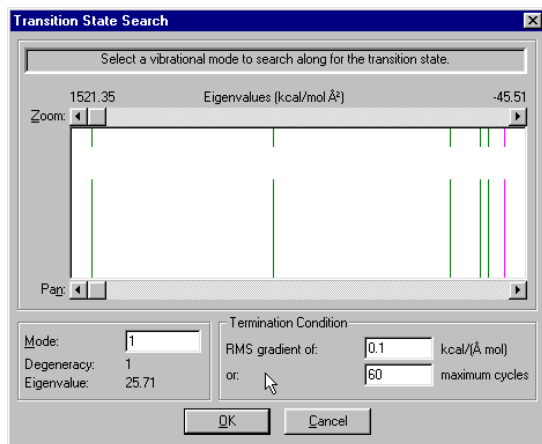 Transition State Search
Select a vibrational mode to search along for the transition state.
1521.35 Eigenvalues (kcal/mol Å²) -45.51
Zoom:
Pan:
Mode: 1
Degeneracy: 1
Eigenvalue: 25.71
Termination Condition
RMS gradient of: 0.1 kcal/(Å mol)
or: 60 maximum cycles
OK Cancel